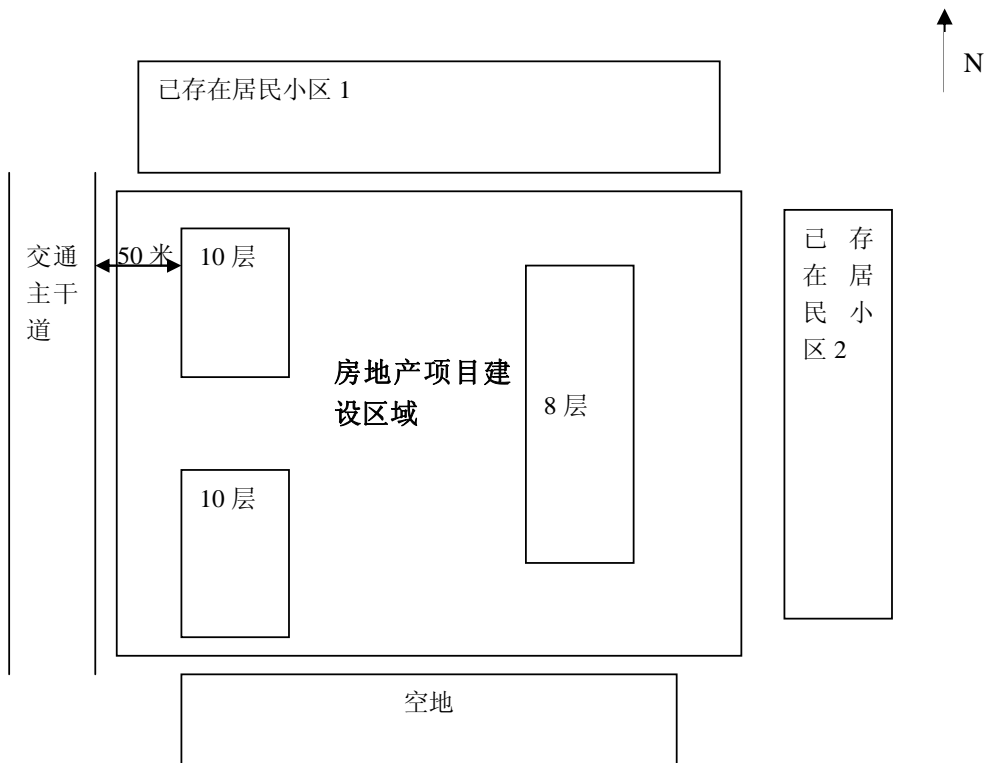 N
已存在居民小区 1
交通
主干
道
50 米
10 层
已存
在居
民小
区 2
房地产项目建
设区域
8 层
10 层
空地